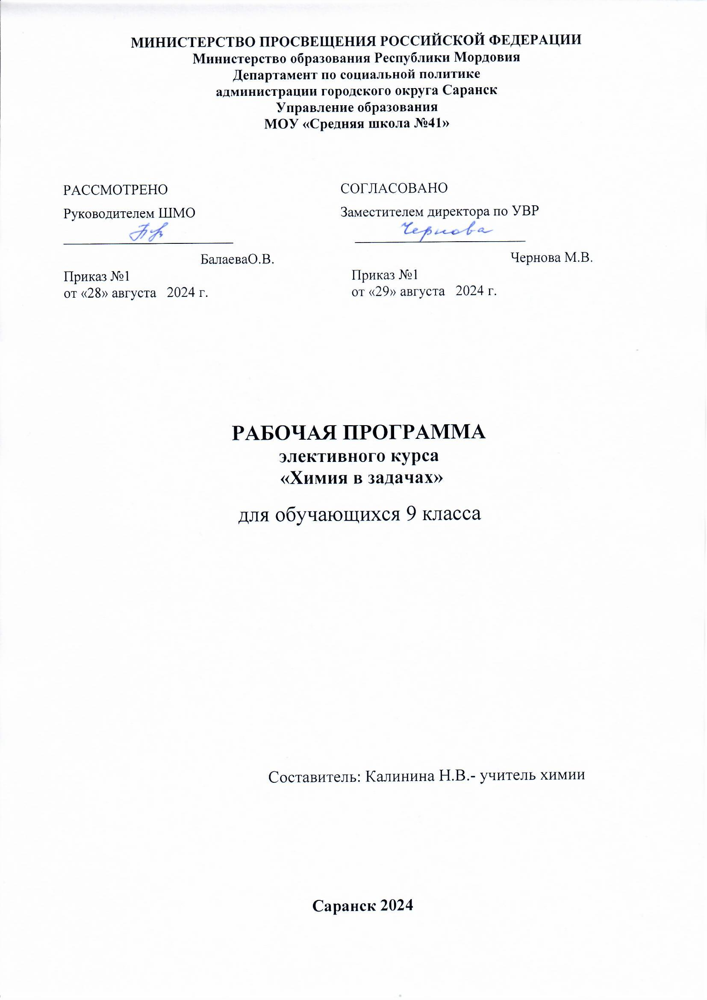 МИНИСТЕРСТВО ПРОСВЕЩЕНИЯ РОССИЙСКОЙ ФЕДЕРАЦИИ
Министерство образования Республики Мордовия
Департамент по социальной политике
администрации городского округа Саранск
Управление образования
МОУ «Средняя школа №41»
РАССМОТРЕНО
Руководителем ШМО
БалаеваО.В.
Приказ №1
от «28» августа 2024 г.
СОГЛАСОВАНО
Заместителем директора по УВР
Чернова
Чернова М.В.
Приказ №1
от «29» августа 2024 г.
РАБОЧАЯ ПРОГРАММА
элективного курса
«Химия в задачах»
для обучающихся 9 класса
Составитель: Калинина Н.В.- учитель химии
Саранск 2024